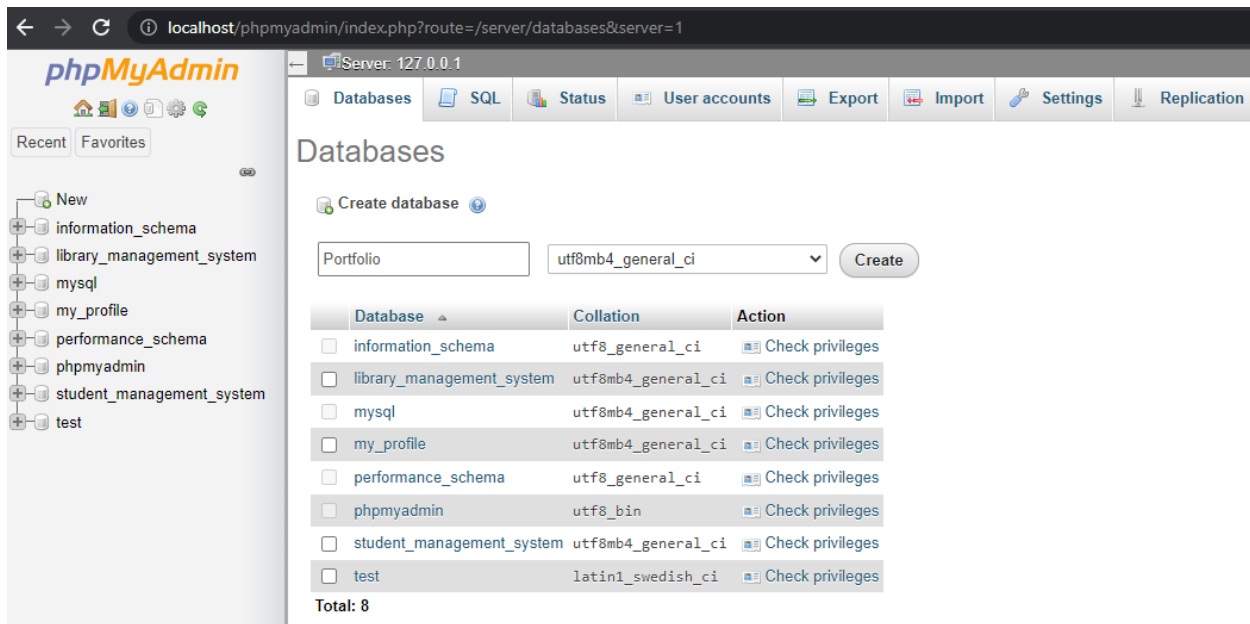 localhost/phpmyadmin/index.php?route=/server/databases&server=1
phpMyAdmin
Recent Favorites
New
information_schema
library_management_system
mysql
my_profile
performance_schema
phpmyadmin
student_management_system
test
Server: 127.0.0.1
Databases SQL Status User accounts Export Import Settings Replication
Databases
Create database
Portfolio utf8mb4_general_ci Create
Database Collation Action
information_schema utf8_general_ci Check privileges
library_management_system utf8mb4_general_ci Check privileges
mysql utf8mb4_general_ci Check privileges
my_profile utf8mb4_general_ci Check privileges
performance_schema utf8_general_ci Check privileges
phpmyadmin utf8_bin Check privileges
student_management_system utf8mb4_general_ci Check privileges
test latin1_swedish_ci Check privileges
Total: 8